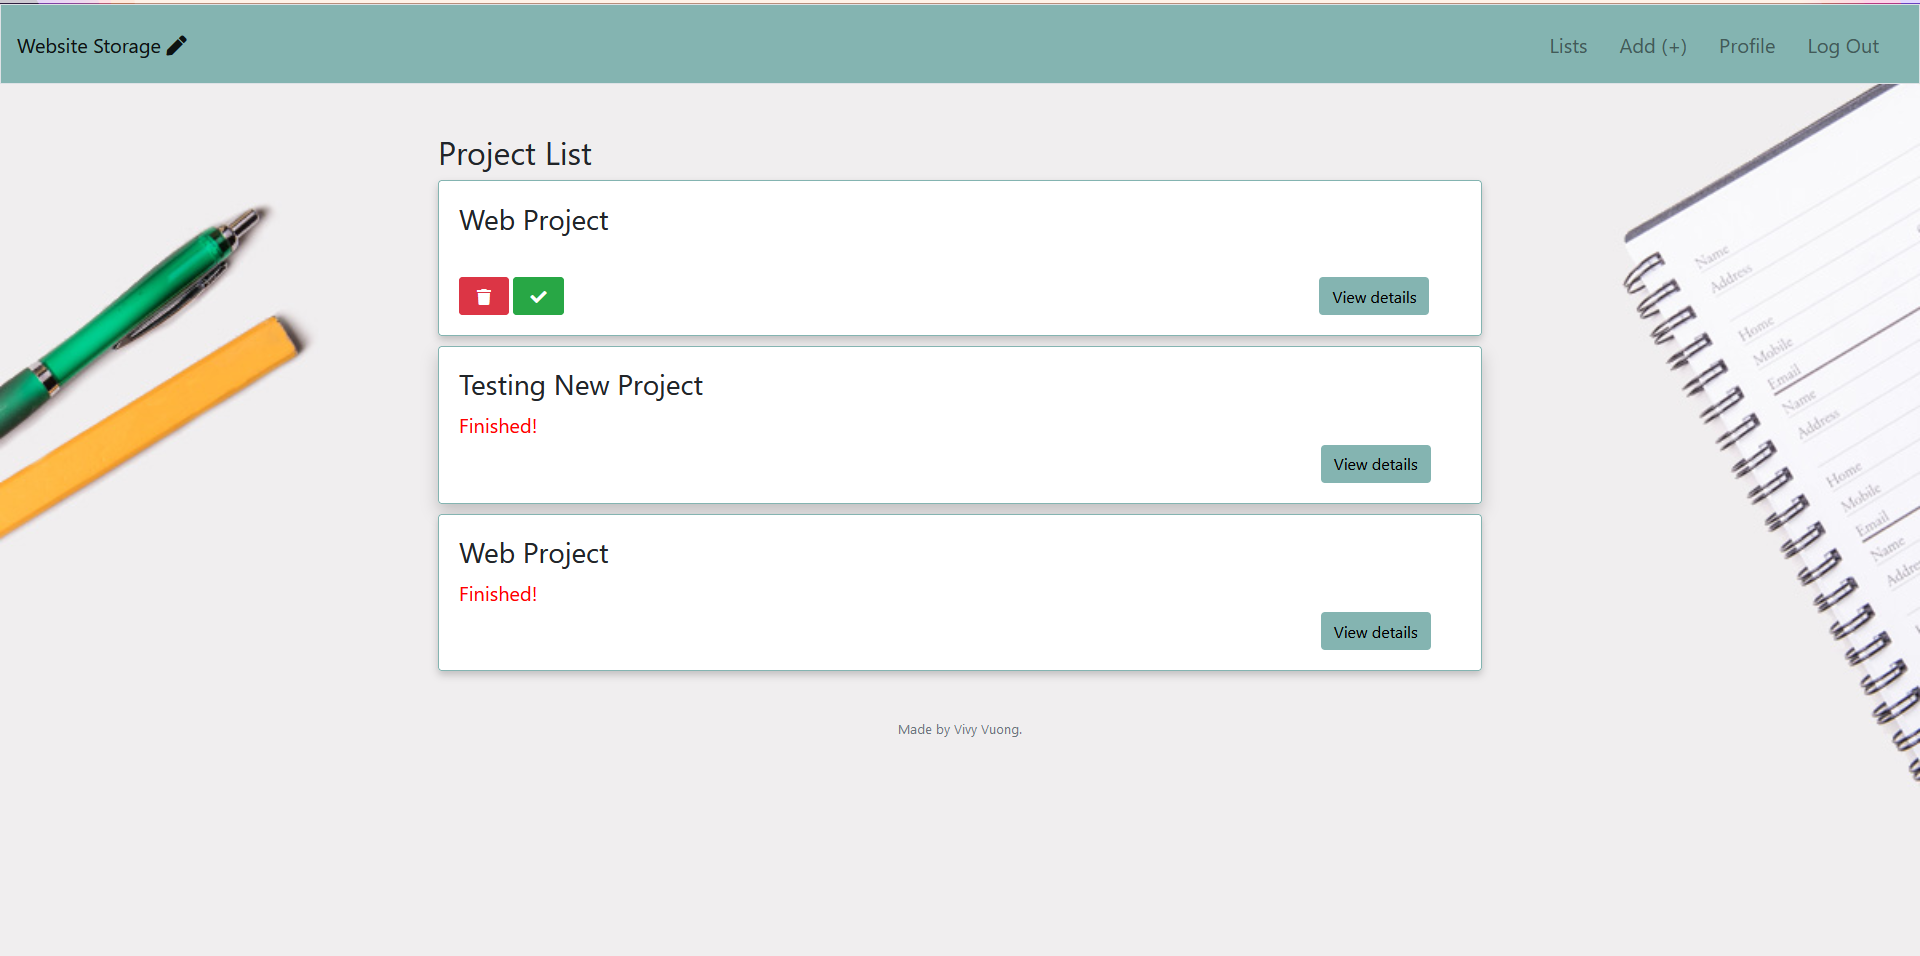 Website Storage
Lists
Add (+)
Profile
Log Out
Project List
Web Project
View details
Testing New Project
Finished!
View details
Web Project
Finished!
View details
Made by Vivy Vuong.
Name
Address
Home
Mobile
Email
Name
Address
Home
Mobile
Email
Name